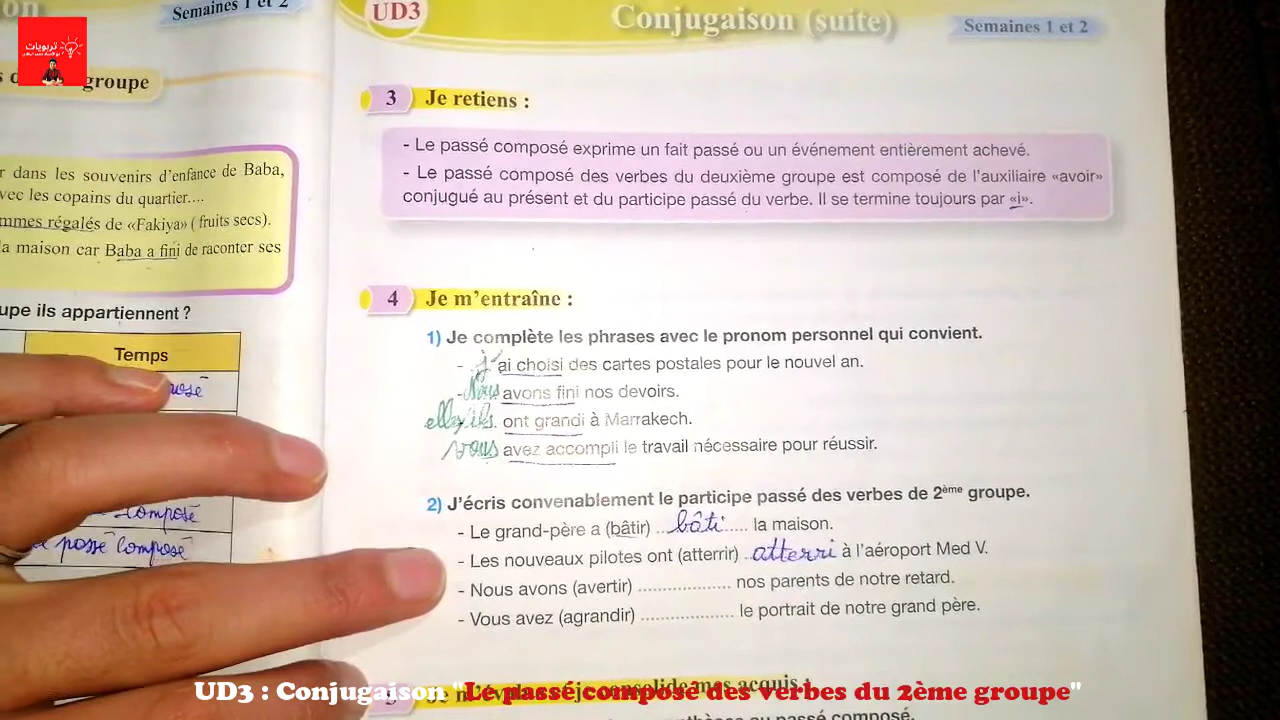 on
Semaines 1 et 2
تربويات
groupe
r dans les souvenirs d'enfance de Baba,
vec les copains du quartier....
mmes régalés de «Fakiya» ( fruits secs).
a maison car Baba a fini de raconter ses
upe ils appartiennent ?
Temps
composé
passé composé
UD3
Conjugaison (suite)
Semaines 1 et 2
3 Je retiens :
- Le passé composé exprime un fait passé ou un événement entièrement achevé.
- Le passé composé des verbes du deuxième groupe est composé de l'auxiliaire «avoir»
conjugué au présent et du participe passé du verbe. Il se termine toujours par «i».
4 Je m'entraîne :
1) Je complète les phrases avec le pronom personnel qui convient.
- j'ai choisi des cartes postales pour le nouvel an.
- Nous avons fini nos devoirs.
elles/ils. ont grandi à Marrakech.
vous avez accompli le travail nécessaire pour réussir.
2) J'écris convenablement le participe passé des verbes de 2ème groupe.
- Le grand-père a (bâtir) ...bâti..... la maison.
- Les nouveaux pilotes ont (atterrir) ..atterri à l'aéroport Med V.
- Nous avons (avertir) .................. nos parents de notre retard.
- Vous avez (agrandir) .................. le portrait de notre grand père.
UD3 : Conjugaison "Le passé composé des verbes du 2ème groupe"
au passé composé.